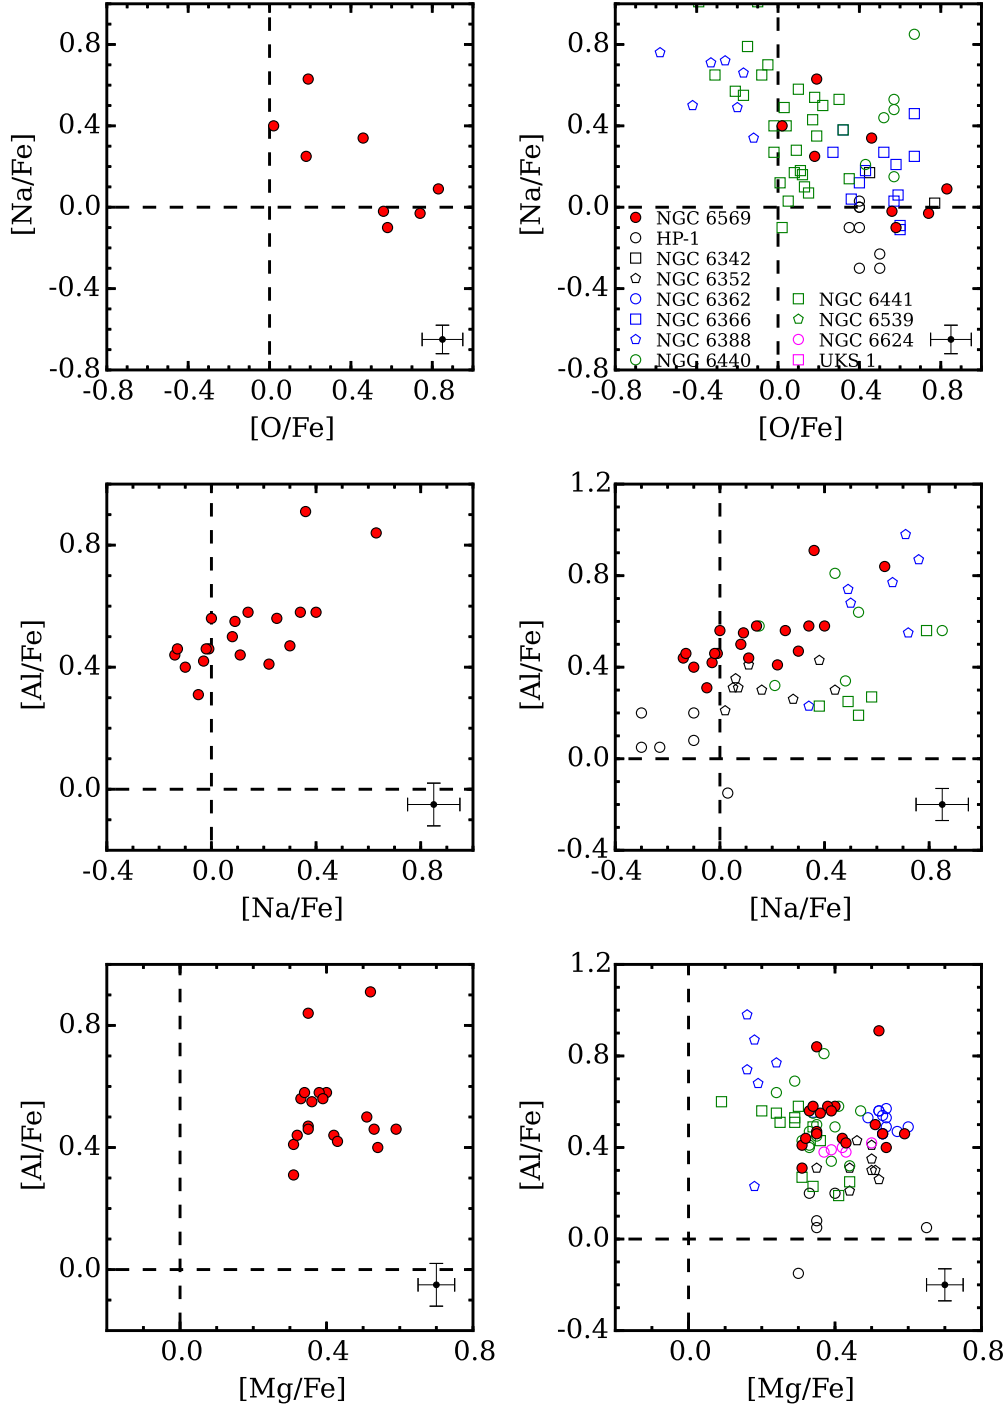 0.8
0.4
0.0
-0.4
-0.8
[Na/Fe]
-0.8 -0.4 0.0 0.4 0.8
[O/Fe]
0.8
0.4
0.0
-0.4
-0.8
[Na/Fe]
NGC 6569
HP-1
NGC 6342
NGC 6352
NGC 6362 NGC 6441
NGC 6366 NGC 6539
NGC 6388 NGC 6624
NGC 6440 UKS 1
-0.8 -0.4 0.0 0.4 0.8
[O/Fe]
0.8
0.4
0.0
[Al/Fe]
-0.4 0.0 0.4 0.8
[Na/Fe]
1.2
0.8
0.4
0.0
-0.4
[Al/Fe]
-0.4 0.0 0.4 0.8
[Na/Fe]
0.8
0.4
0.0
[Al/Fe]
0.0 0.4 0.8
[Mg/Fe]
1.2
0.8
0.4
0.0
-0.4
[Al/Fe]
0.0 0.4 0.8
[Mg/Fe]